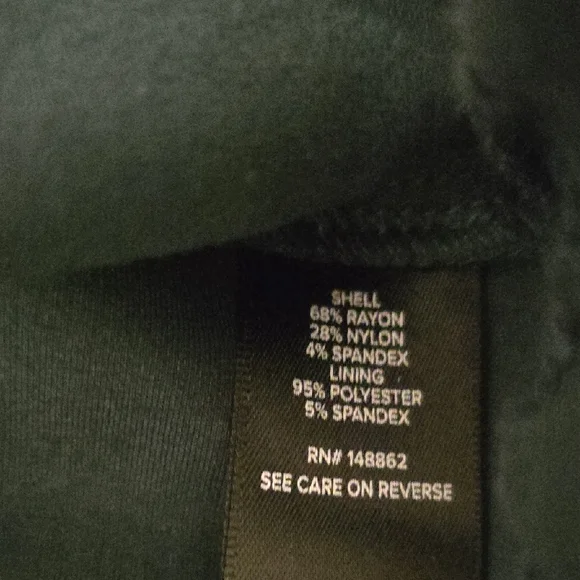 SHELL
68% RAYON
28% NYLON
4% SPANDEX
LINING
95% POLYESTER
5% SPANDEX
RN# 148862
SEE CARE ON REVERSE